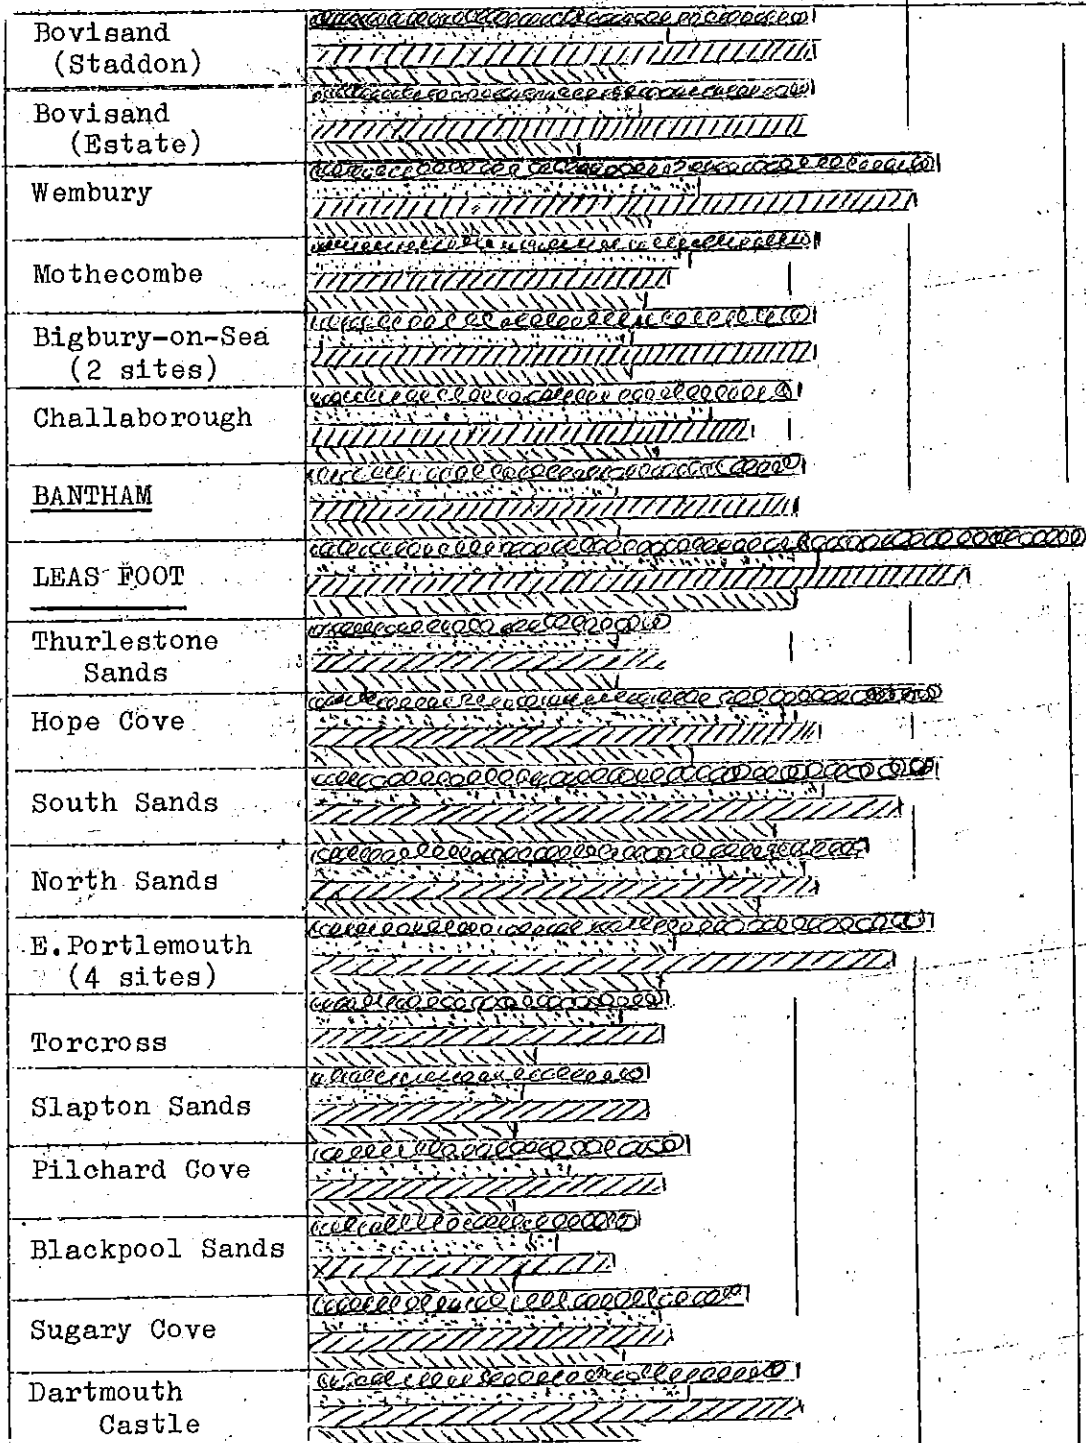 Bovisand
(Staddon)
Bovisand
(Estate)
Wembury
Mothecombe
Bigbury-on-Sea
(2 sites)
Challaborough
BANTHAM
LEAS FOOT
Thurlestone
Sands
Hope Cove
South Sands
North Sands
E.Portlemouth
(4 sites)
Torcross
Slapton Sands
Pilchard Cove
Blackpool Sands
Sugary Cove
Dartmouth
Castle